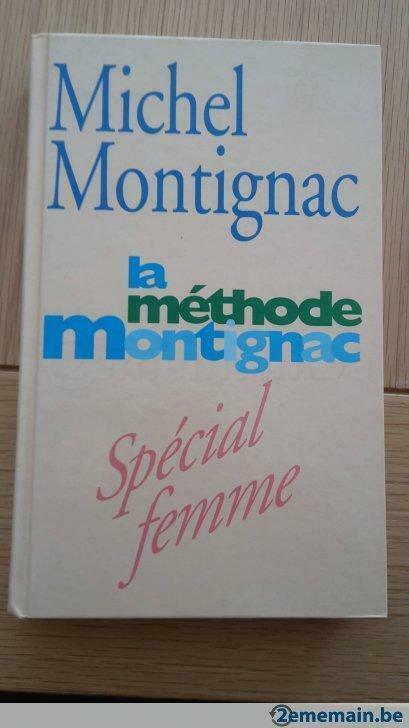 Michel
Montignac
la
méthode
montignac
Spécial
femme
2ememain.be